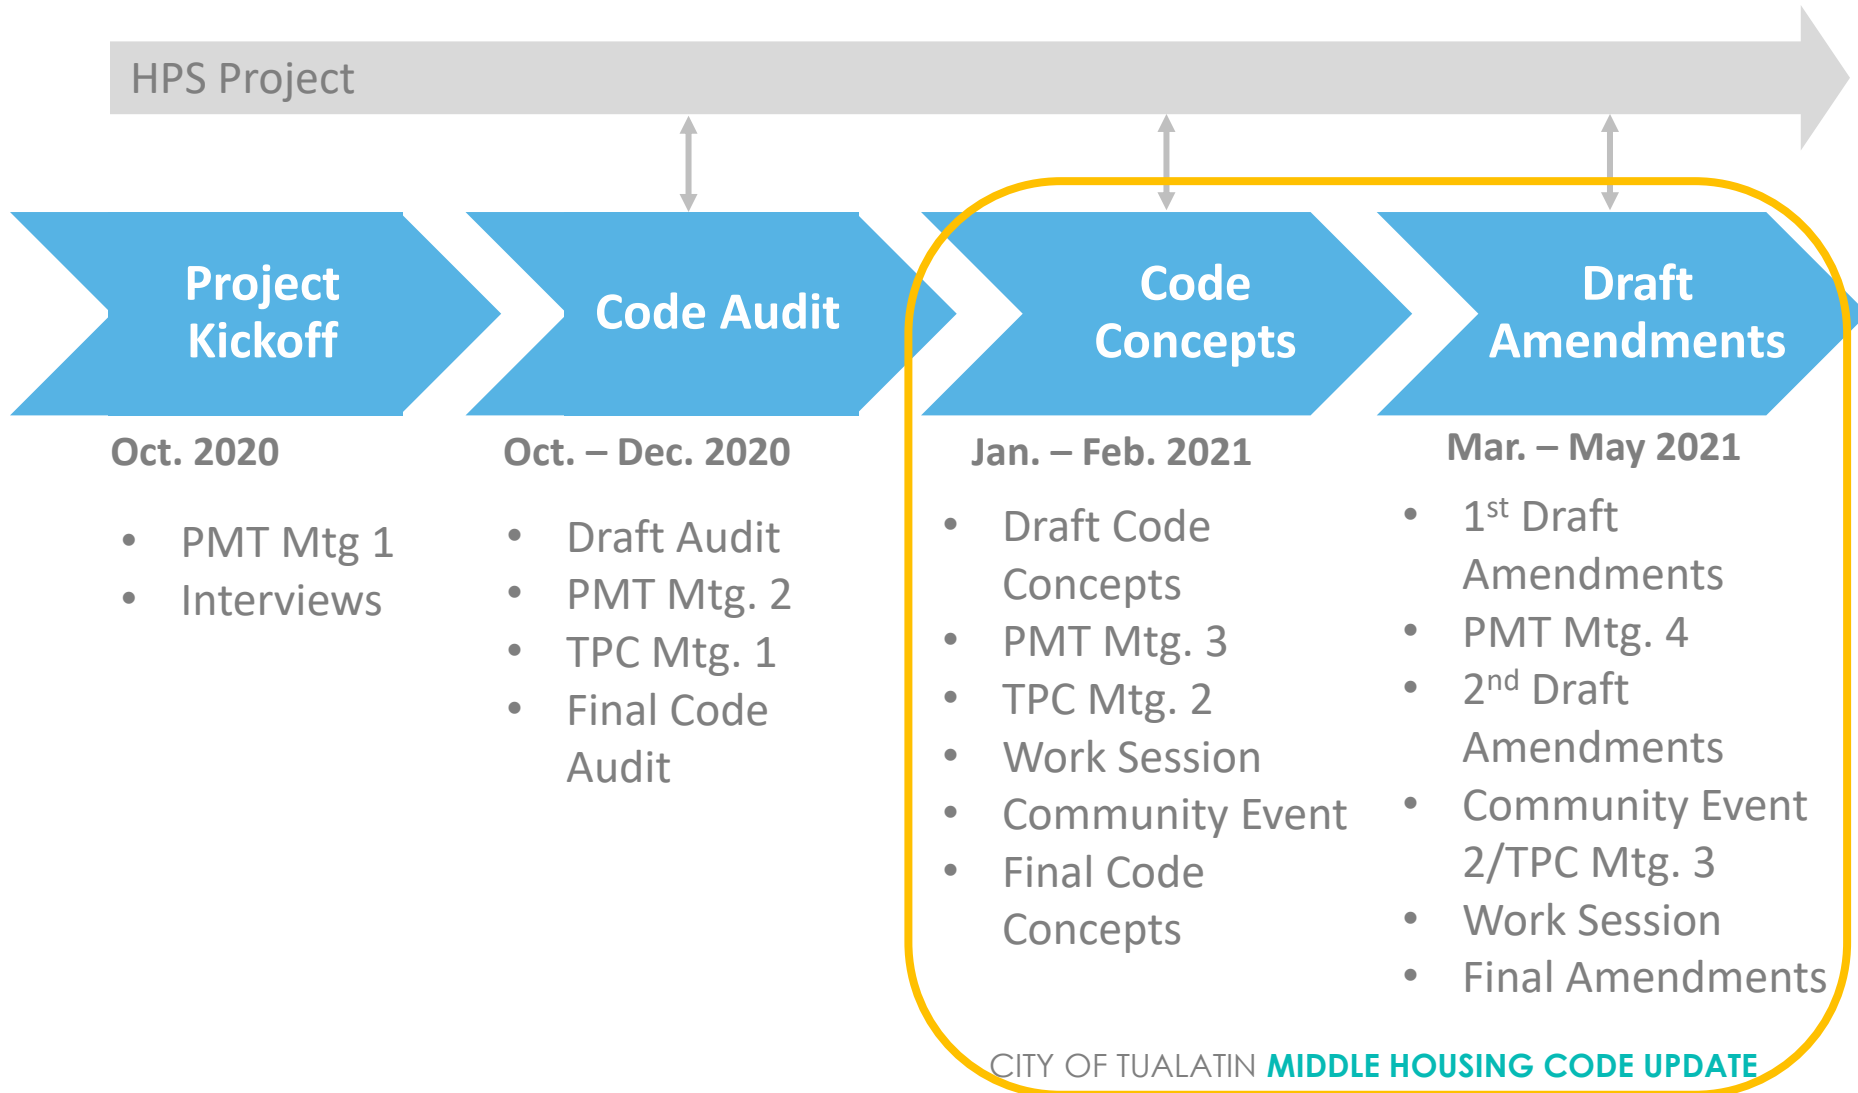 HPS Project
Project
Kickoff
Code Audit
Code
Concepts
Draft
Amendments
Oct. 2020
• PMT Mtg 1
• Interviews
Oct. – Dec. 2020
• Draft Audit
• PMT Mtg. 2
• TPC Mtg. 1
• Final Code
Audit
Jan. – Feb. 2021
• Draft Code
Concepts
• PMT Mtg. 3
• TPC Mtg. 2
• Work Session
• Community Event
• Final Code
Concepts
Mar. – May 2021
• 1st Draft
Amendments
• PMT Mtg. 4
• 2nd Draft
Amendments
• Community Event
2/TPC Mtg. 3
• Work Session
• Final Amendments
CITY OF TUALATIN MIDDLE HOUSING CODE UPDATE